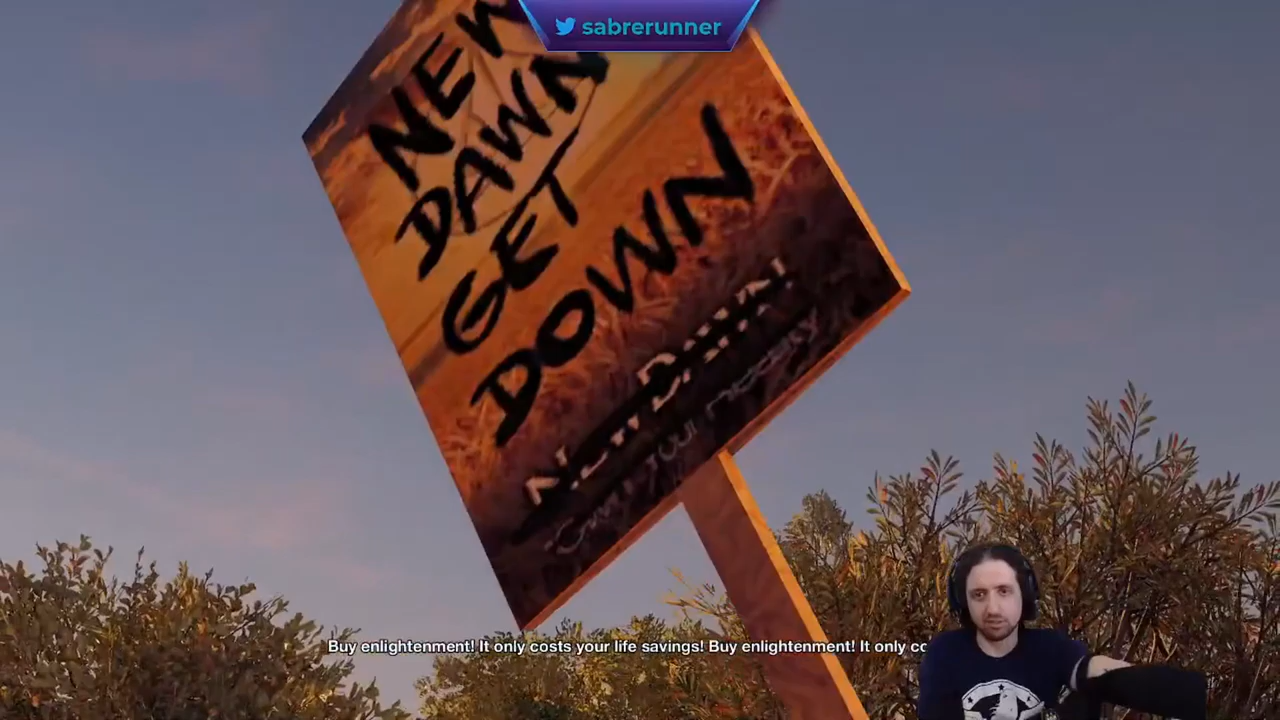 sabrerunner
NEW
DAWN
GET
DOWN
Buy enlightenment! It only costs your life savings! Buy enlightenment! It only co